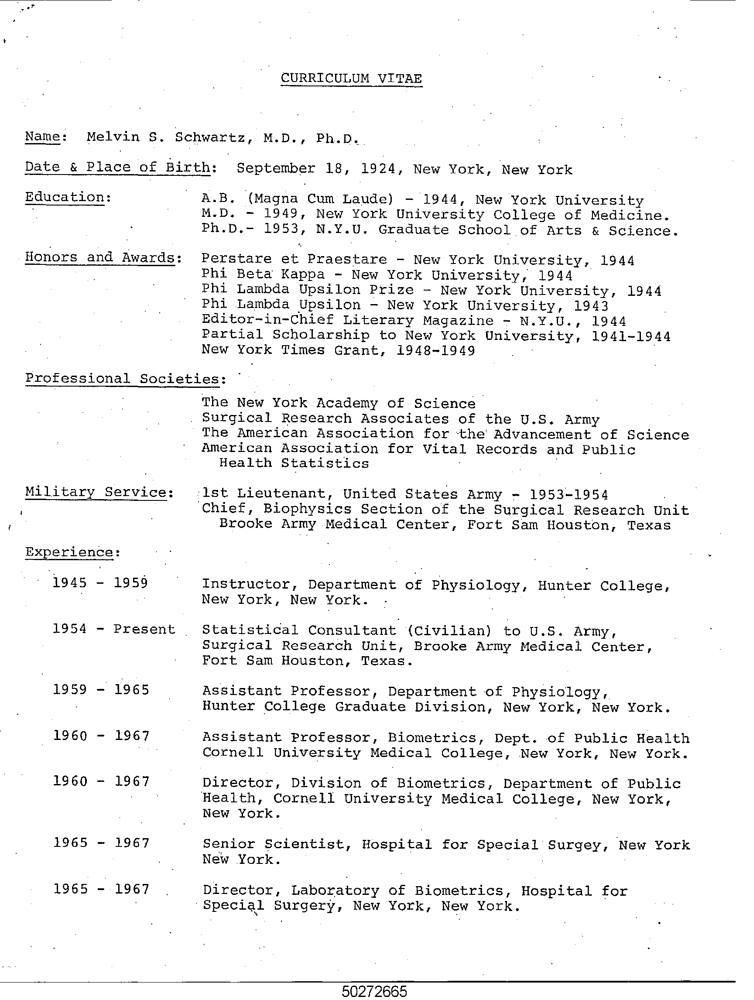 CURRICULUM VITAE
Name: Melvin S. Schwartz, M.D., Ph.D.
Date & Place of Birth: September 18, 1924, New York, New York
Education: A.B. (Magna Cum Laude) - 1944, New York University
M.D. - 1949, New York University College of Medicine.
Ph.D.- 1953, N.Y.U. Graduate School of Arts & Science.
Honors and Awards: Perstare et Praestare - New York University, 1944
Phi Beta Kappa - New York University, 1944
Phi Lambda Upsilon Prize - New York University, 1944
Phi Lambda Upsilon - New York University, 1943
Editor-in-Chief Literary Magazine - N.Y.U., 1944
Partial Scholarship to New York University, 1941-1944
New York Times Grant, 1948-1949
Professional Societies:
The New York Academy of Science
Surgical Research Associates of the U.S. Army
The American Association for the Advancement of Science
American Association for Vital Records and Public
Health Statistics
Military Service: 1st Lieutenant, United States Army - 1953-1954
Chief, Biophysics Section of the Surgical Research Unit
Brooke Army Medical Center, Fort Sam Houston, Texas
Experience:
1945 - 1959 Instructor, Department of Physiology, Hunter College,
New York, New York.
1954 - Present Statistical Consultant (Civilian) to U.S. Army,
Surgical Research Unit, Brooke Army Medical Center,
Fort Sam Houston, Texas.
1959 - 1965 Assistant Professor, Department of Physiology,
Hunter College Graduate Division, New York, New York.
1960 - 1967 Assistant Professor, Biometrics, Dept. of Public Health
Cornell University Medical College, New York, New York.
1960 - 1967 Director, Division of Biometrics, Department of Public
Health, Cornell University Medical College, New York,
New York.
1965 - 1967 Senior Scientist, Hospital for Special Surgey, New York
New York.
1965 - 1967 Director, Laboratory of Biometrics, Hospital for
Special Surgery, New York, New York.
50272665